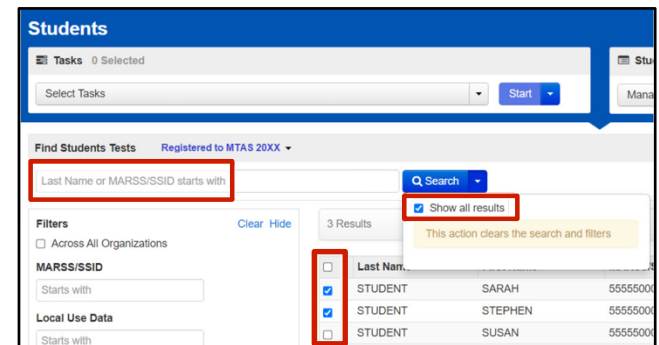 Students
Tasks 0 Selected
Select Tasks
Start
Find Students Tests Registered to MTAS 20XX
Last Name or MARSS/SSID starts with
Search
Show all results
This action clears the search and filters
Filters Clear Hide
Across All Organizations
MARSS/SSID
Starts with
Local Use Data
Starts with
3 Results
Last Name
STUDENT SARAH
STUDENT STEPHEN
STUDENT SUSAN